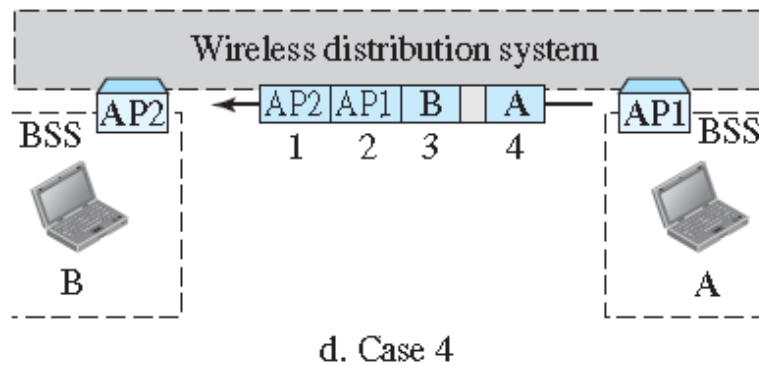 Wireless distribution system
AP2 AP2 AP1 B A AP1
BSS 1 2 3 4 BSS
B A
d. Case 4